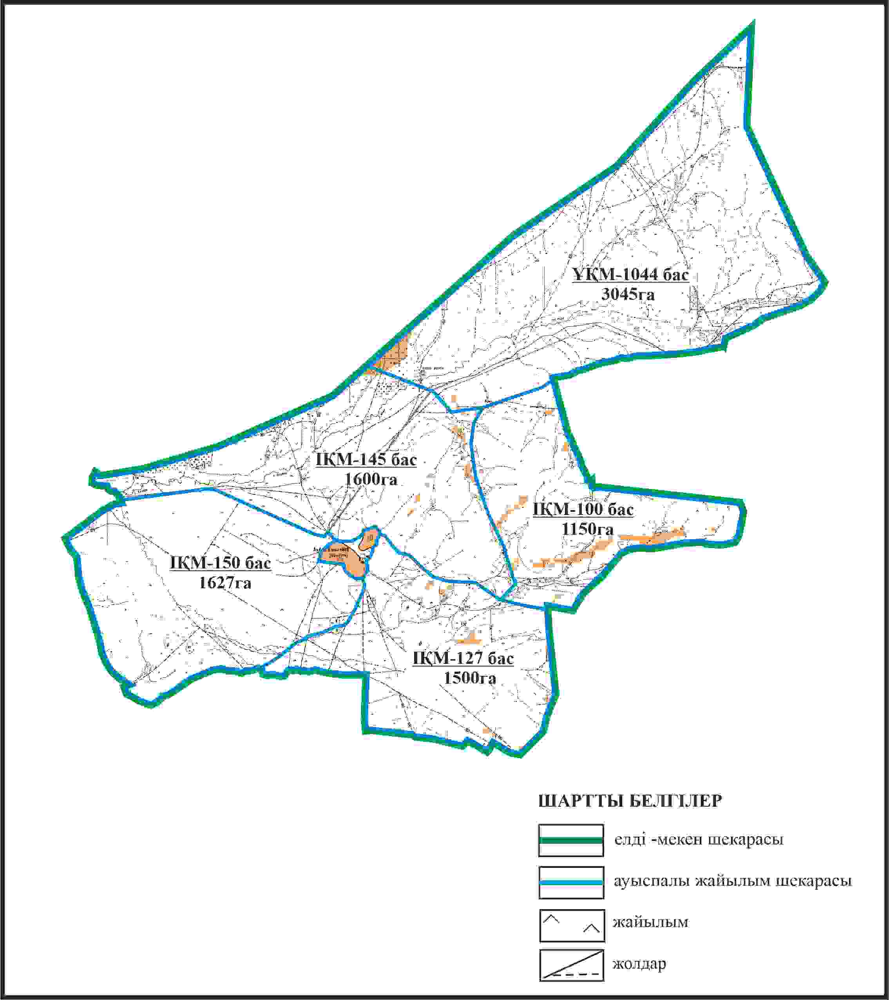 ҰҚМ-1044 бас
3045га
ІҚМ-145 бас
1600га
ІҚМ-100 бас
1150га
ІҚМ-150 бас
1627га
ІҚМ-127 бас
1500га
ШАРТТЫ БЕЛГІЛЕР
елді -мекен шекарасы
ауыспалы жайылым шекарасы
жайылым
жолдар